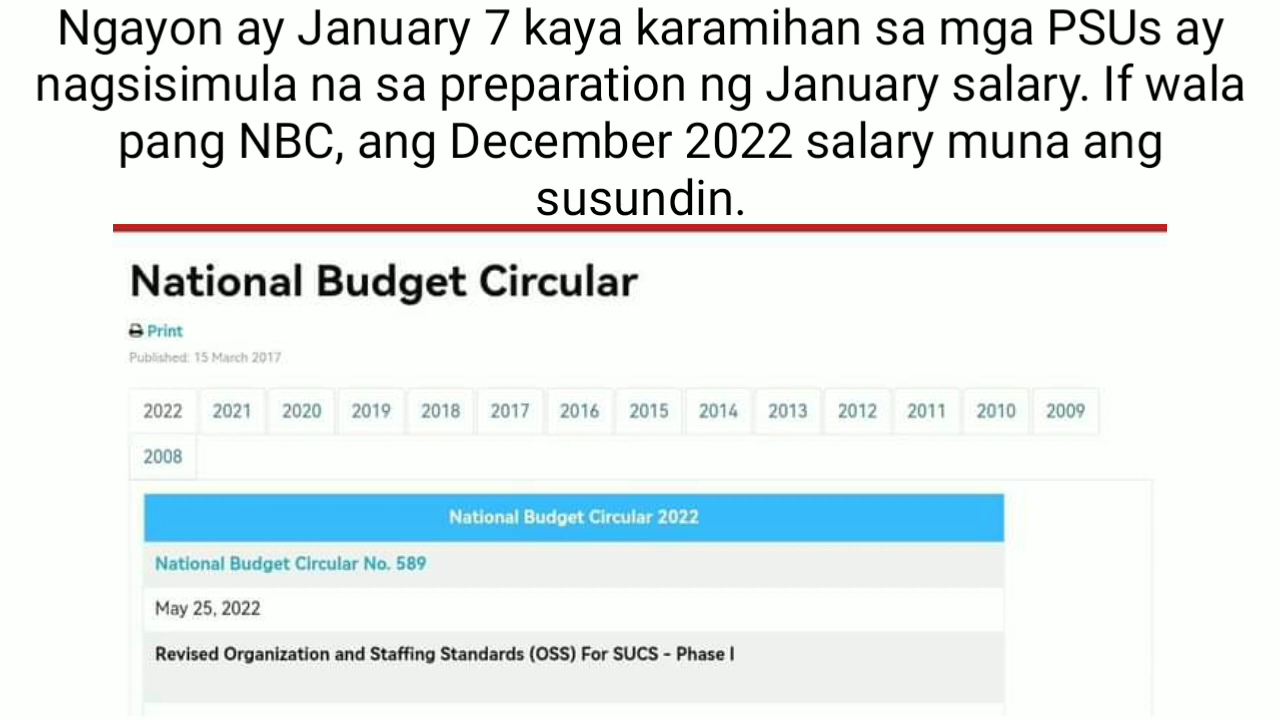 Ngayon ay January 7 kaya karamihan sa mga PSUs ay
nagsisimula na sa preparation ng January salary. If wala
pang NBC, ang December 2022 salary muna ang
susundin.
National Budget Circular
Print
Published: 15 March 2017
2022 2021 2020 2019 2018 2017 2016 2015 2014 2013 2012 2011 2010 2009
2008
National Budget Circular 2022
National Budget Circular No. 589
May 25, 2022
Revised Organization and Staffing Standards (OSS) For SUCS - Phase I